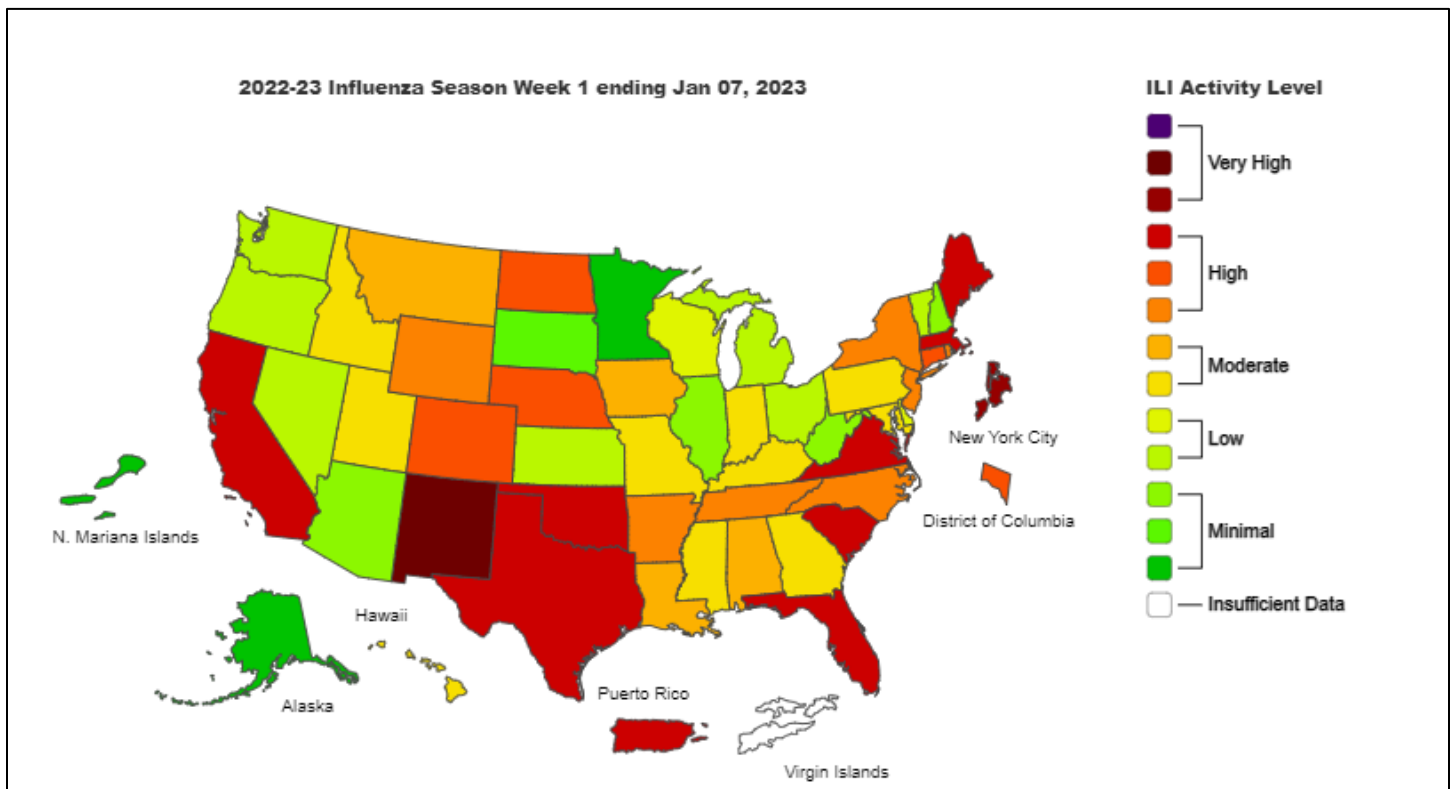 2022-23 Influenza Season Week 1 ending Jan 07, 2023
ILI Activity Level
Very High
High
Moderate
Low
Minimal
Insufficient Data
New York City
District of Columbia
N. Mariana Islands
Hawaii
Alaska
Puerto Rico
Virgin Islands